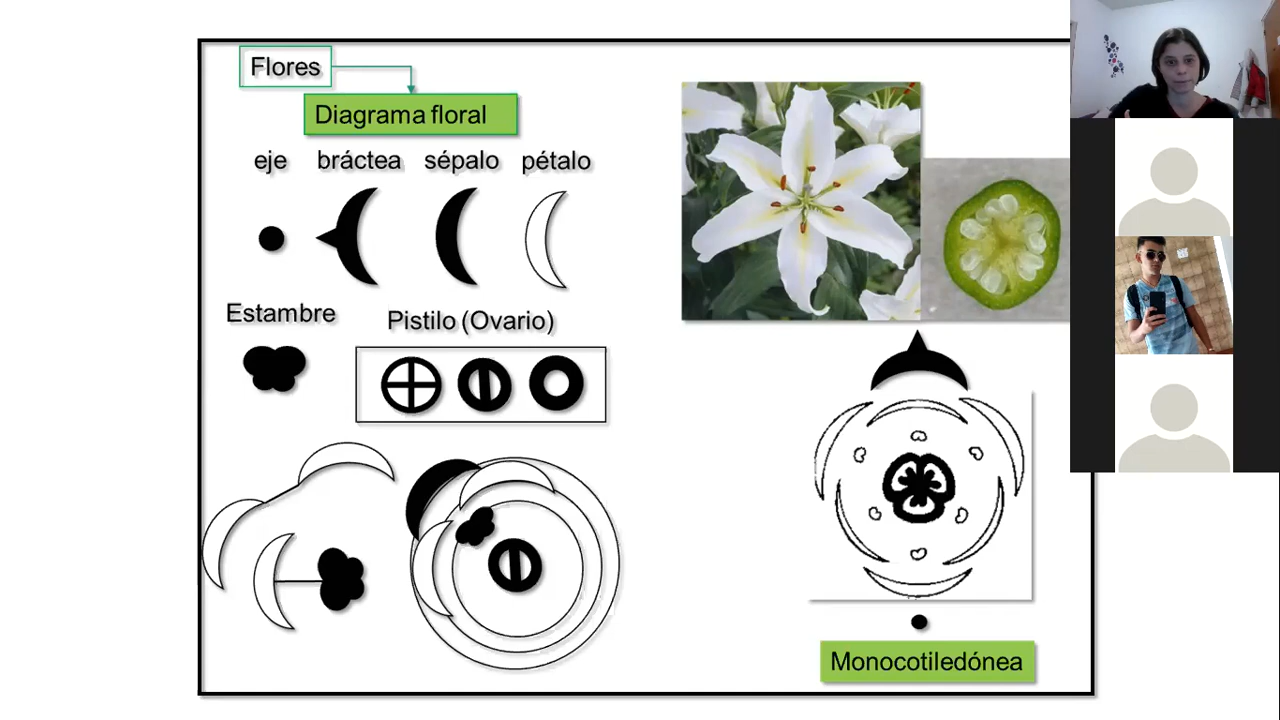 Flores
Diagrama floral
eje bráctea sépalo pétalo
Estambre
Pistilo (Ovario)
Monocotiledónea